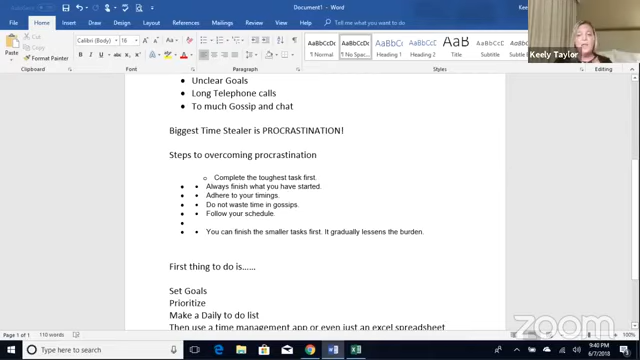 Document1 - Word
Kee
File Home Insert Draw Design Layout References Mailings Review View Help Tell me what you want to do
Paste
Cut
Copy
Format Painter
Clipboard
Calibri (Body) 16
Font
Paragraph
AaBbCcDc AaBbCcDc AaBbCc AaBbCc AaB AaBbCcD
¶ Normal ¶ No Spac... Heading 1 Heading 2 Title Subtitle
Styles
Editing
Keely Taylor
• Unclear Goals
• Long Telephone calls
• To much Gossip and chat
Biggest Time Stealer is PROCRASTINATION!
Steps to overcoming procrastination
o Complete the toughest task first.
• • Always finish what you have started.
• • Adhere to your timings.
• • Do not waste time in gossips.
• • Follow your schedule.
•
• • You can finish the smaller tasks first. It gradually lessens the burden.
First thing to do is......
Set Goals
Prioritize
Make a Daily to do list
Then use a time management app or even just an excel spreadsheet
Page 1 of 1 110 words
zoom
Type here to search
9:40 PM
6/7/2018